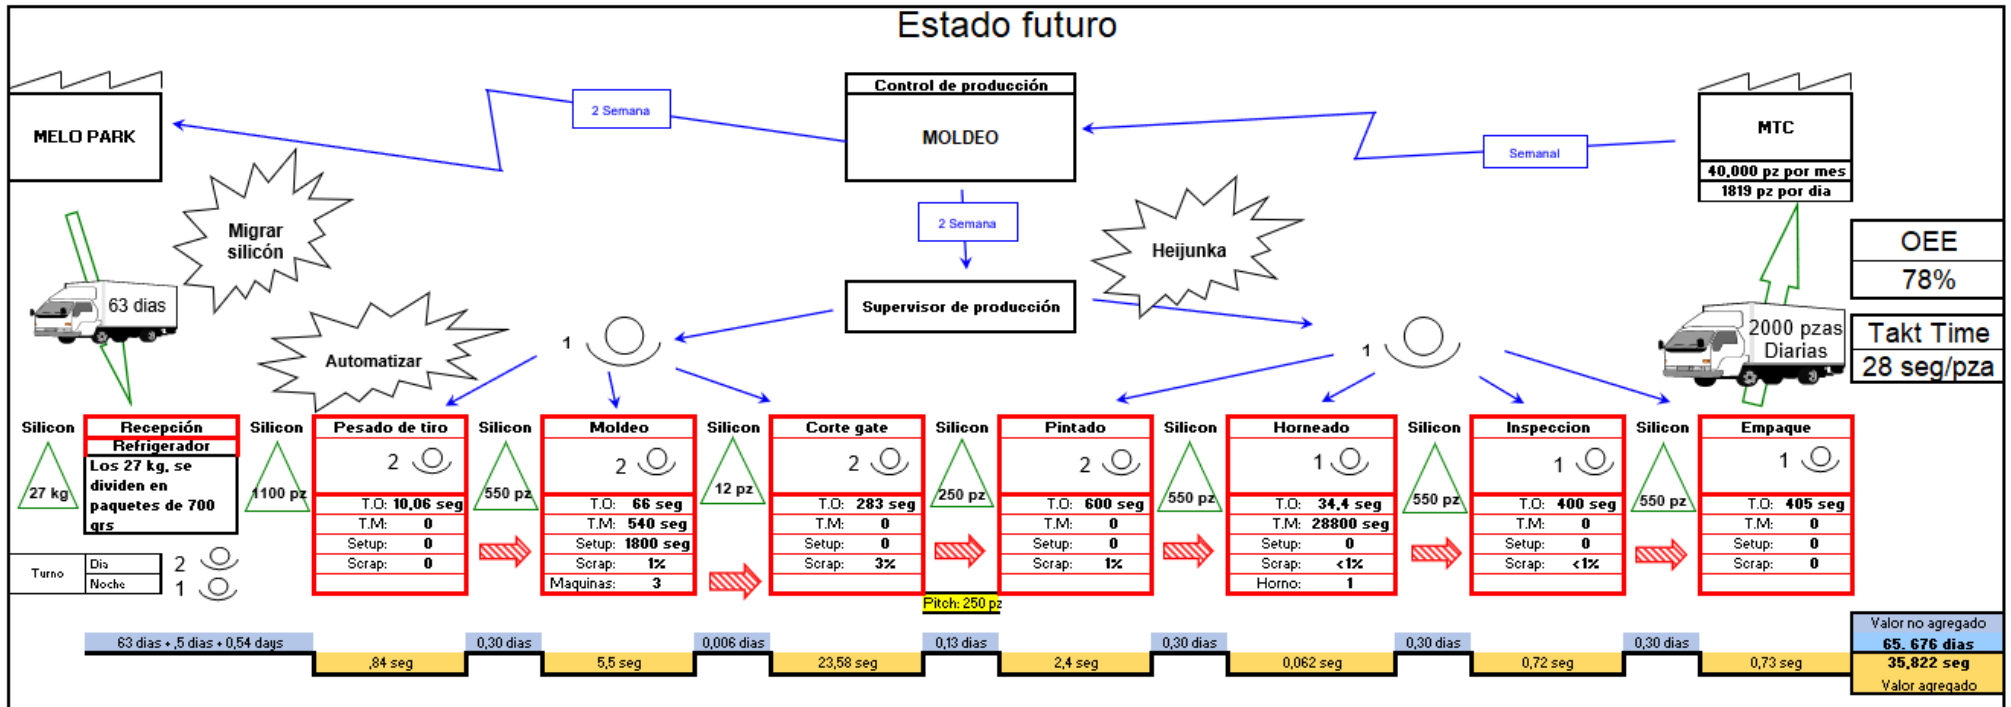 Estado futuro
MELO PARK
2 Semana
Control de producción
MOLDEO
Semanal
MTC
40,000 pz por mes
1819 pz por dia
Migrar
silicón
2 Semana
Heijunka
OEE
78%
63 dias
Automatizar
1
Supervisor de producción
1
2000 pzas
Diarias
Takt Time
28 seg/pza
Silicon
27 kg
Recepción
Refrigerador
Los 27 kg, se
dividen en
paquetes de 700
grs
Turno
Dia
2
Noche
1
Silicon
1100 pz
Pesado de tiro
2
T.O: 10,06 seg
T.M: 0
Setup: 0
Scrap: 0
Silicon
550 pz
Moldeo
2
T.O: 66 seg
T.M: 540 seg
Setup: 1800 seg
Scrap: 1%
Maquinas: 3
Silicon
12 pz
Corte gate
2
T.O: 283 seg
T.M: 0
Setup: 0
Scrap: 3%
Silicon
250 pz
Pitch: 250 pz
Pintado
2
T.O: 600 seg
T.M: 0
Setup: 0
Scrap: 1%
Silicon
550 pz
Horneado
1
T.O: 34,4 seg
T.M: 28800 seg
Setup: 0
Scrap: <1%
Horno: 1
Silicon
550 pz
Inspeccion
1
T.O: 400 seg
T.M: 0
Setup: 0
Scrap: <1%
Silicon
550 pz
Empaque
1
T.O: 405 seg
T.M: 0
Setup: 0
Scrap: 0
63 dias + ,5 dias + 0,54 days
,84 seg
0,30 dias
5,5 seg
0,006 dias
23,58 seg
0,13 dias
2,4 seg
0,30 dias
0,062 seg
0,30 dias
0,72 seg
0,30 dias
0,73 seg
Valor no agregado
65. 676 dias
35,822 seg
Valor agregado